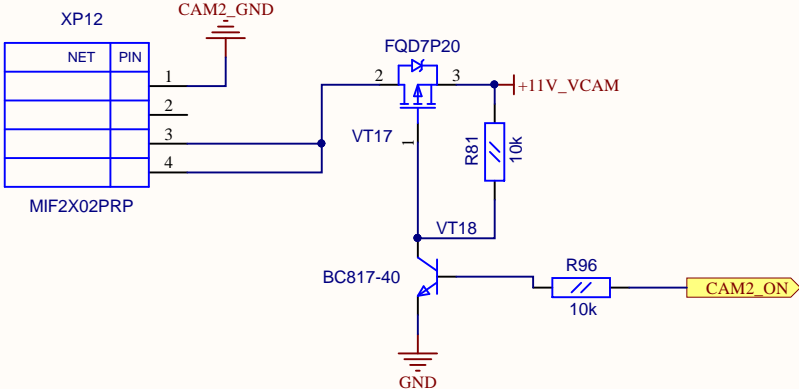 XP12
CAM2_GND
NET PIN
1
2
3
4
MIF2X02PRP
FQD7P20
2
3
+11V_VCAM
VT17
1
R81
10k
VT18
BC817-40
R96
10k
CAM2_ON
GND